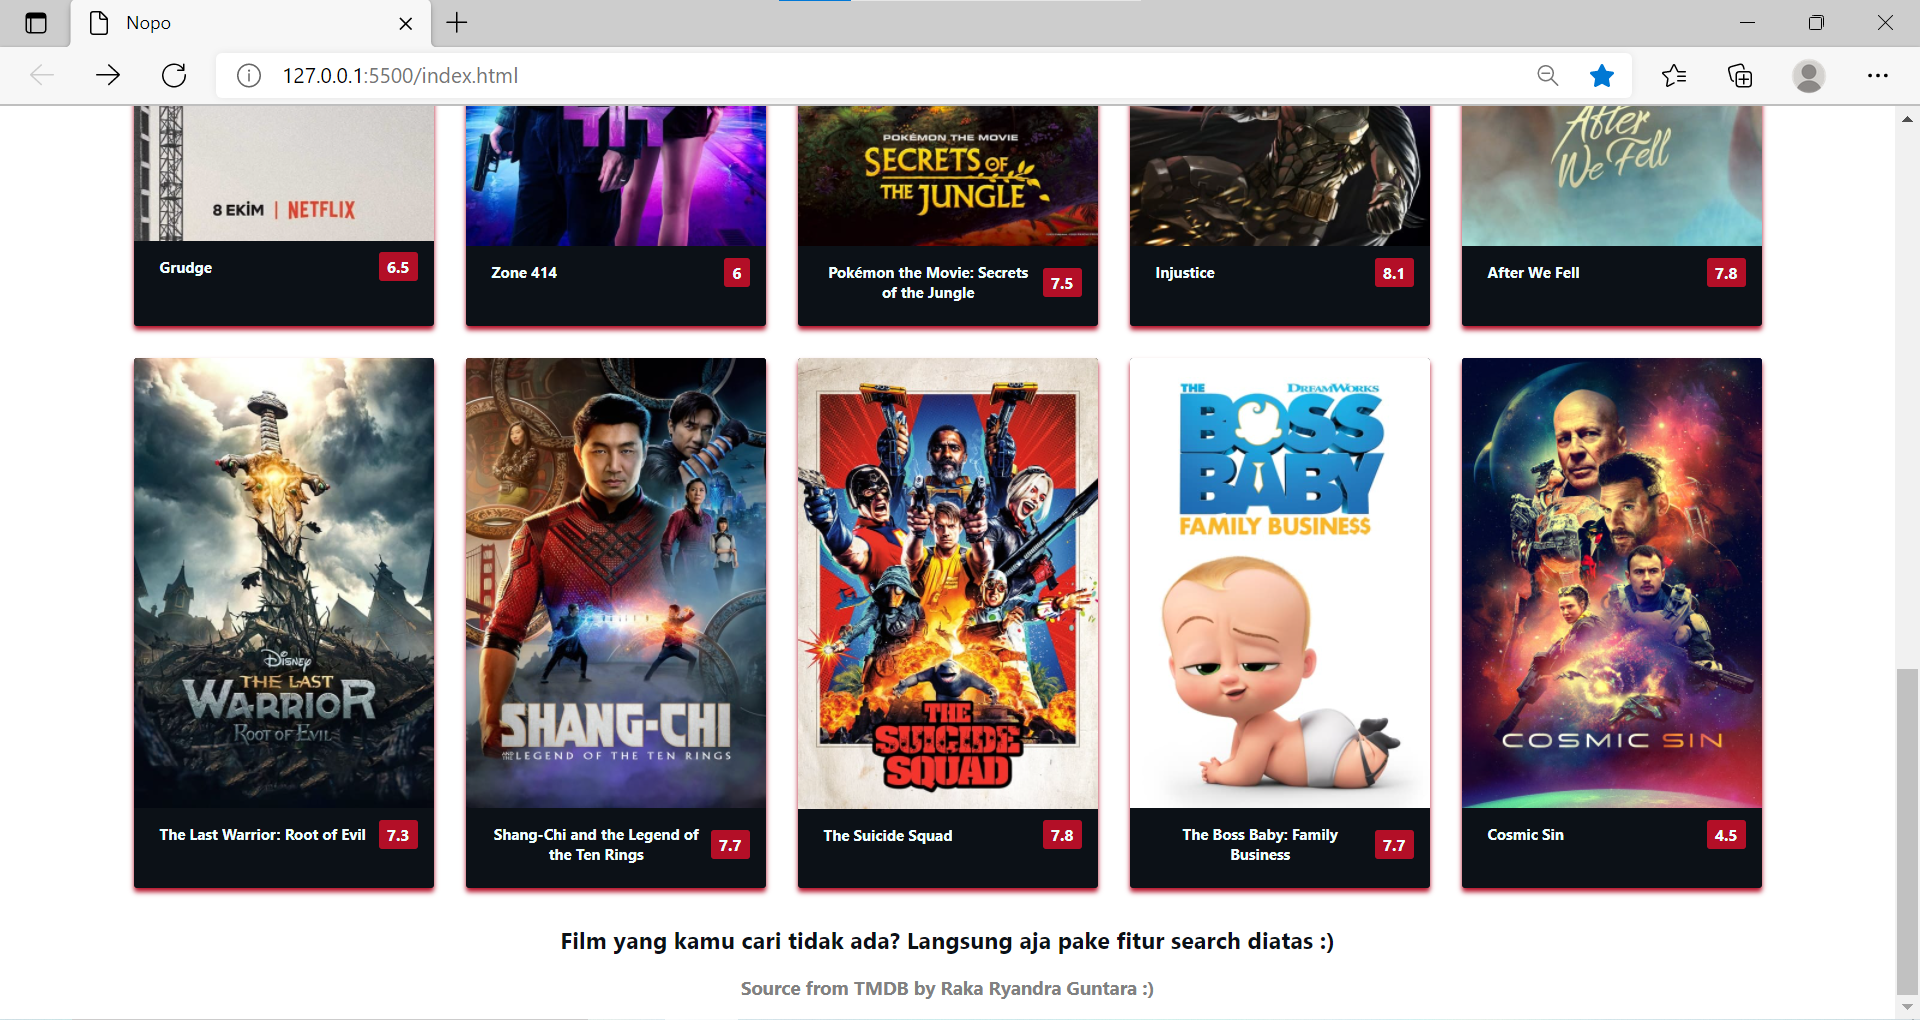 Nopo
127.0.0.1:5500/index.html
8 EKİM | NETFLIX
POKÉMON THE MOVIE
SECRETS OF
THE JUNGLE
After
We Fell
Grudge
6.5
Zone 414
6
Pokémon the Movie: Secrets
of the Jungle
7.5
Injustice
8.1
After We Fell
7.8
DISNEY
THE LAST
WARRIOR
ROOT OF EVIL
SHANG-CHI
AND THE LEGEND OF THE TEN RINGS
THE
SUICIDE
SQUAD
THE DREAMWORKS
BOSS
BABY
FAMILY BUSINESS
COSMIC SIN
The Last Warrior: Root of Evil
7.3
Shang-Chi and the Legend of
the Ten Rings
7.7
The Suicide Squad
7.8
The Boss Baby: Family
Business
7.7
Cosmic Sin
4.5
Film yang kamu cari tidak ada? Langsung aja pake fitur search diatas :)
Source from TMDB by Raka Ryandra Guntara :)